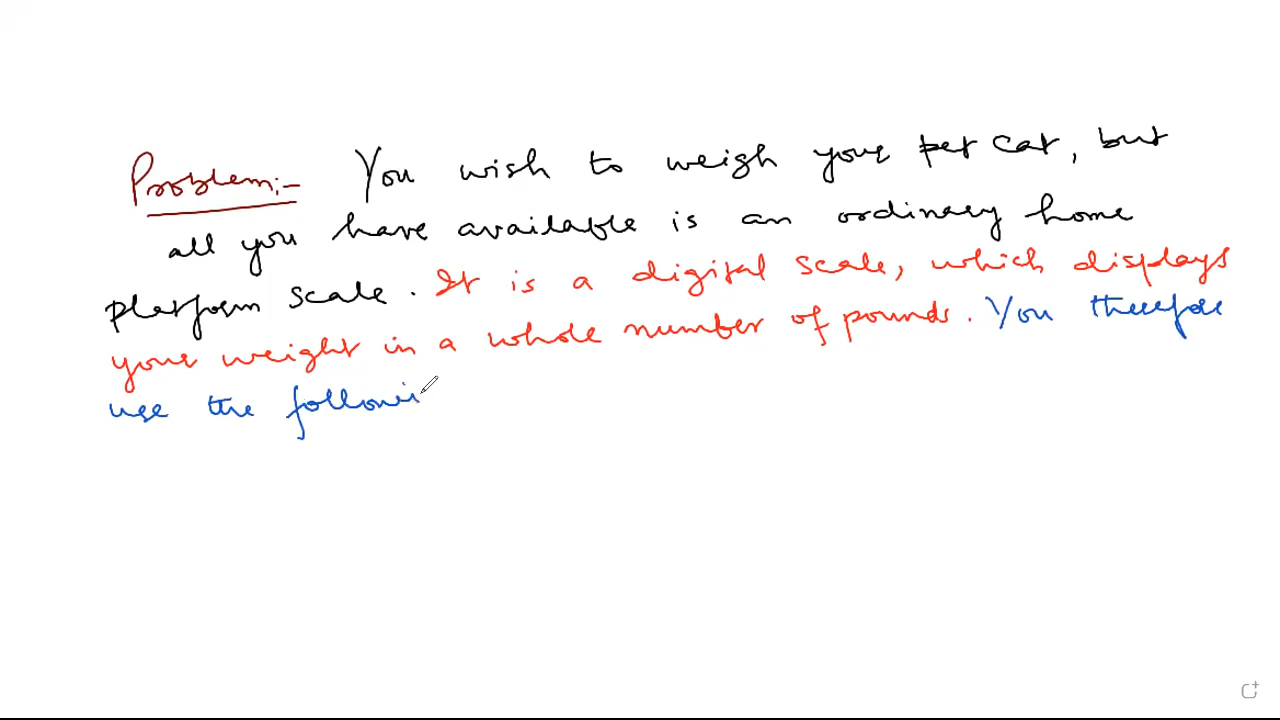 Problem:- You wish to weigh your pet cat, but
all you have available is an ordinary home
platform scale. It is a digital scale, which displays
your weight in a whole number of pounds. You therefore
use the followi